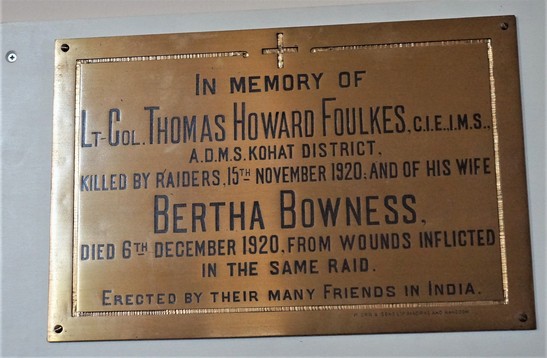 IN MEMORY OF
LT-COL. THOMAS HOWARD FOULKES, C.I.E., I.M.S.,
A.D.M.S. KOHAT DISTRICT.
KILLED BY RAIDERS, 15TH NOVEMBER 1920; AND OF HIS WIFE
BERTHA BOWNESS,
DIED 6TH DECEMBER 1920, FROM WOUNDS INFLICTED
IN THE SAME RAID.
ERECTED BY THEIR MANY FRIENDS IN INDIA.